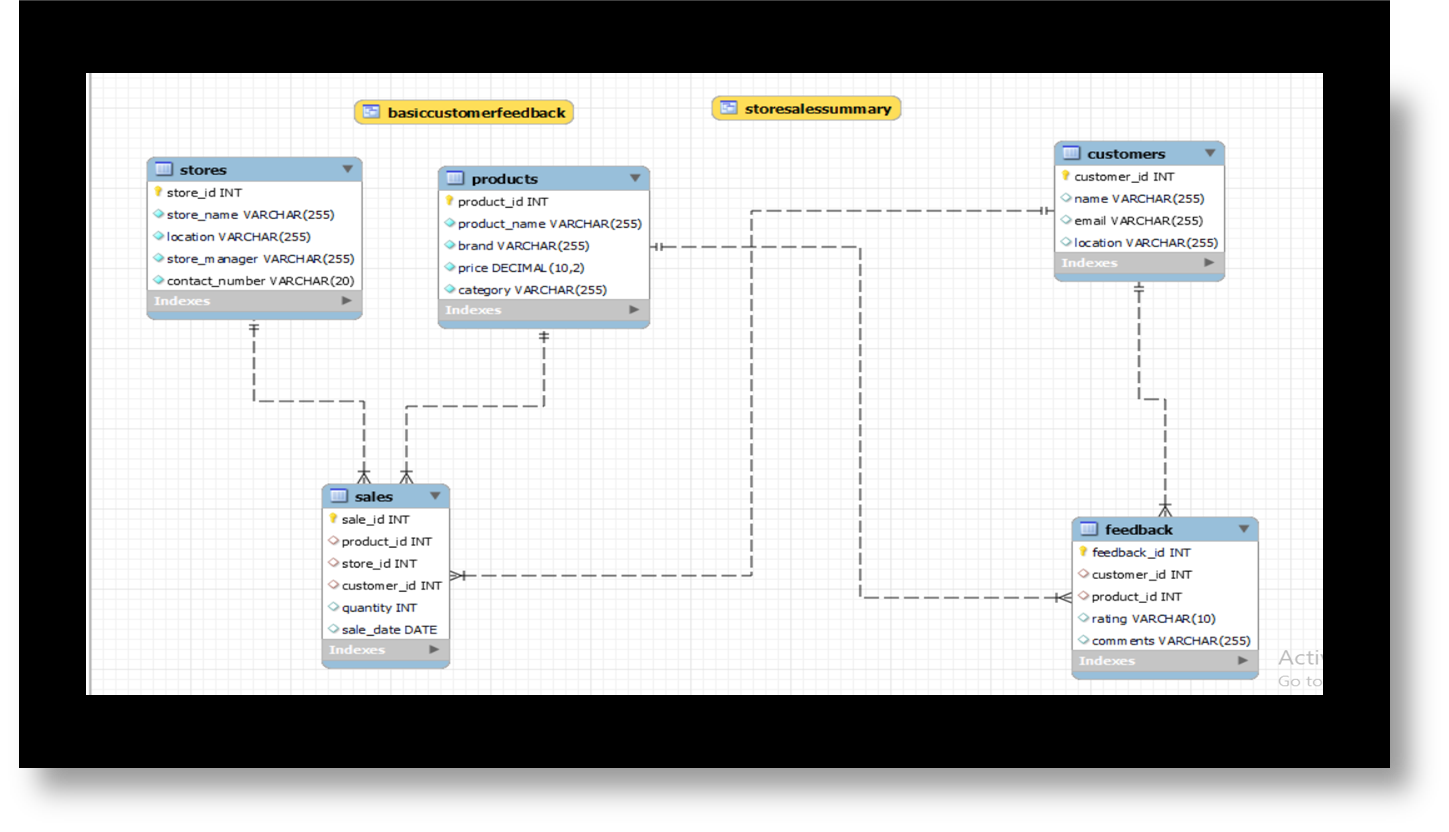 basiccustomerfeedback
storesalessummary
stores
store_id INT
store_name VARCHAR(255)
location VARCHAR(255)
store_manager VARCHAR(255)
contact_number VARCHAR(20)
Indexes
products
product_id INT
product_name VARCHAR(255)
brand VARCHAR(255)
price DECIMAL(10,2)
category VARCHAR(255)
Indexes
customers
customer_id INT
name VARCHAR(255)
email VARCHAR(255)
location VARCHAR(255)
Indexes
sales
sale_id INT
product_id INT
store_id INT
customer_id INT
quantity INT
sale_date DATE
Indexes
feedback
feedback_id INT
customer_id INT
product_id INT
rating VARCHAR(10)
comments VARCHAR(255)
Indexes
Go to